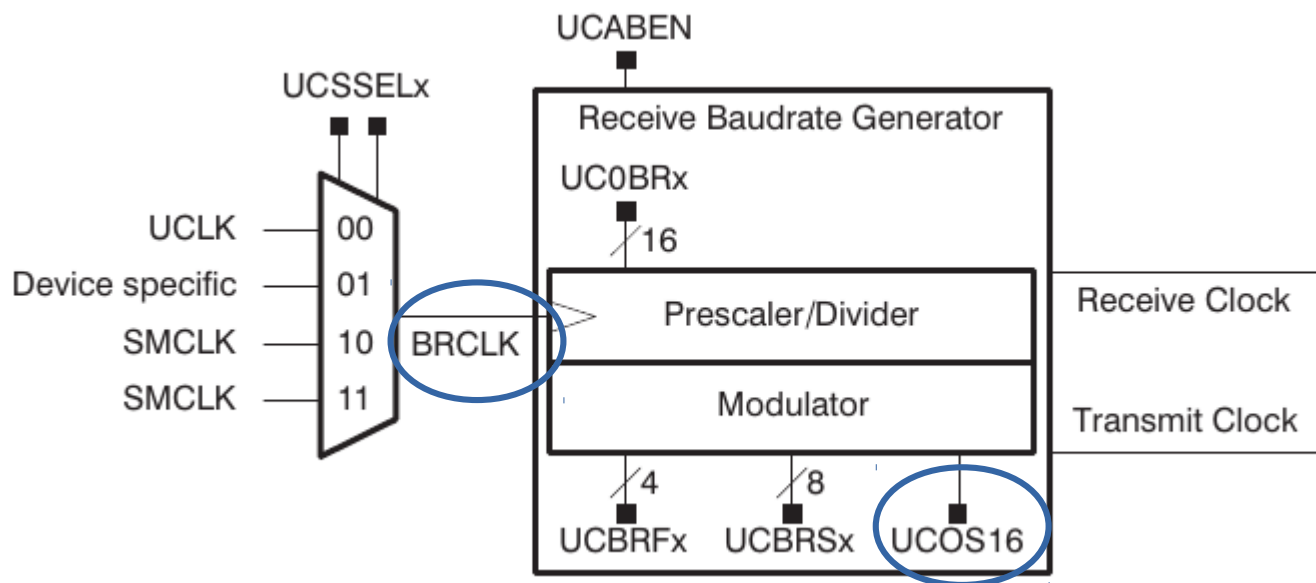 UCABEN
UCSSELx
Receive Baudrate Generator
UC0BRx
16
UCLK 00
Device specific 01
SMCLK 10
SMCLK 11
BRCLK
Prescaler/Divider
Receive Clock
Modulator
Transmit Clock
4 8
UCBRFx UCBRSx UCOS16